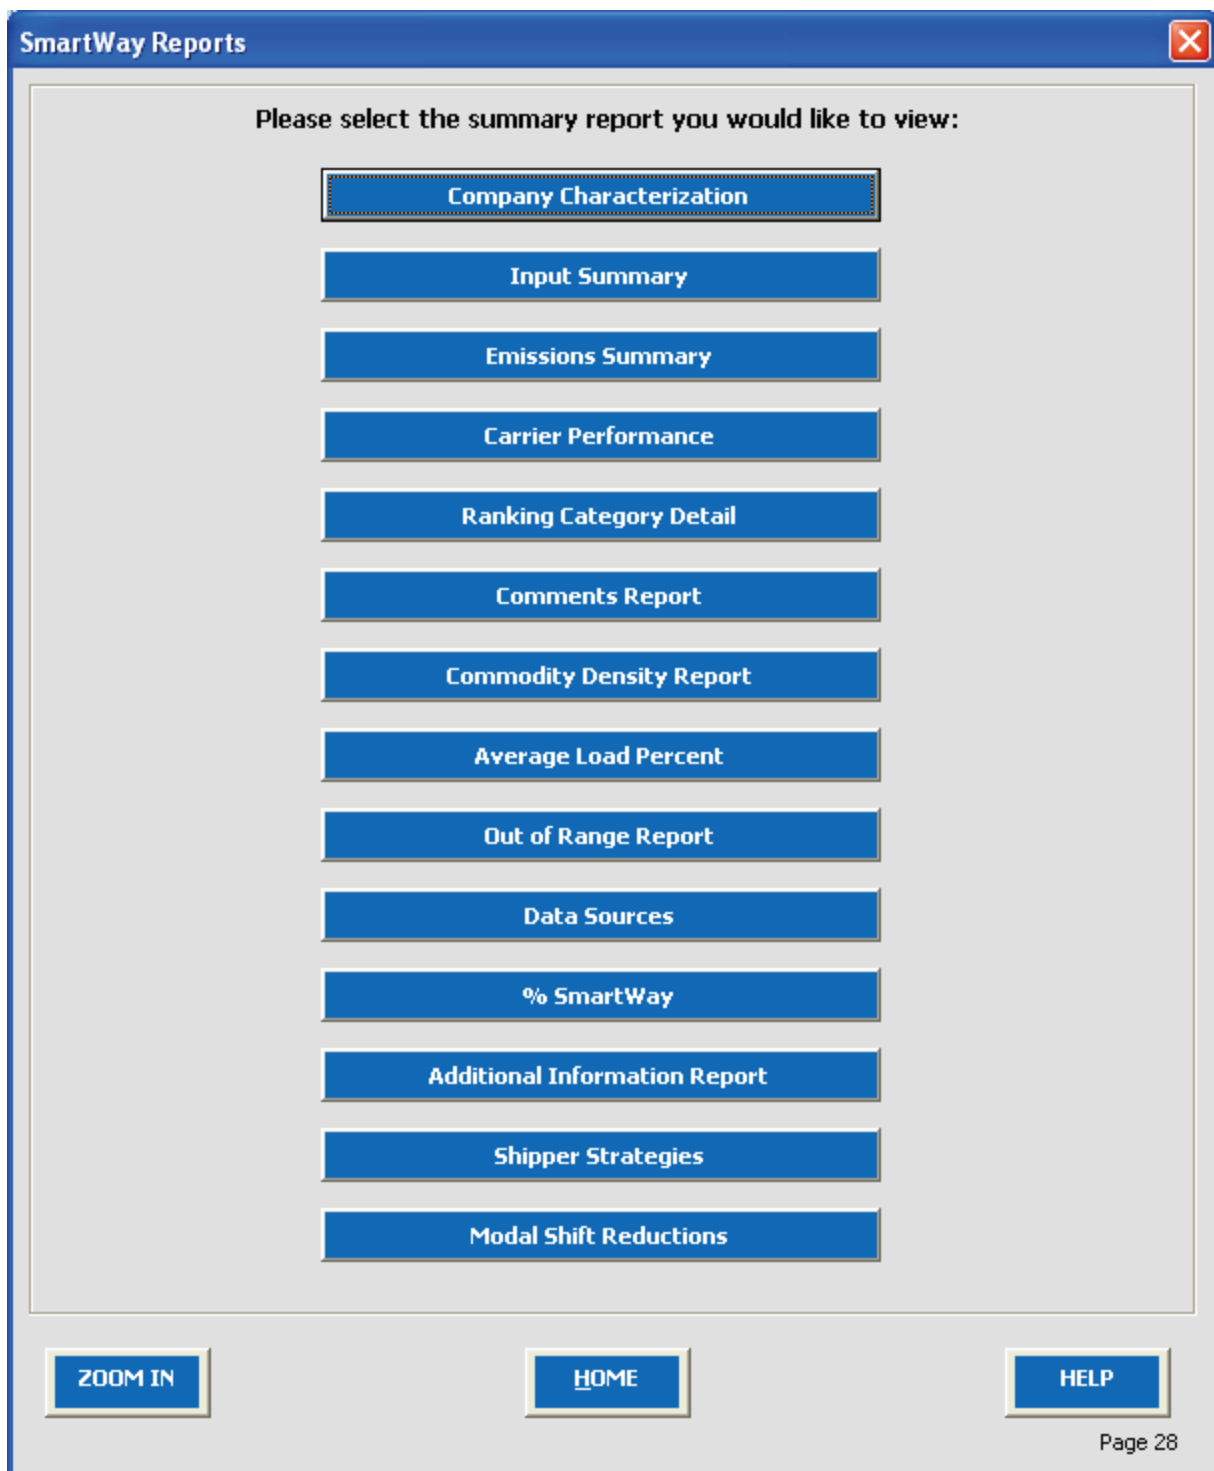 SmartWay Reports
Please select the summary report you would like to view:
Company Characterization
Input Summary
Emissions Summary
Carrier Performance
Ranking Category Detail
Comments Report
Commodity Density Report
Average Load Percent
Out of Range Report
Data Sources
% SmartWay
Additional Information Report
Shipper Strategies
Modal Shift Reductions
ZOOM IN
HOME
HELP
Page 28